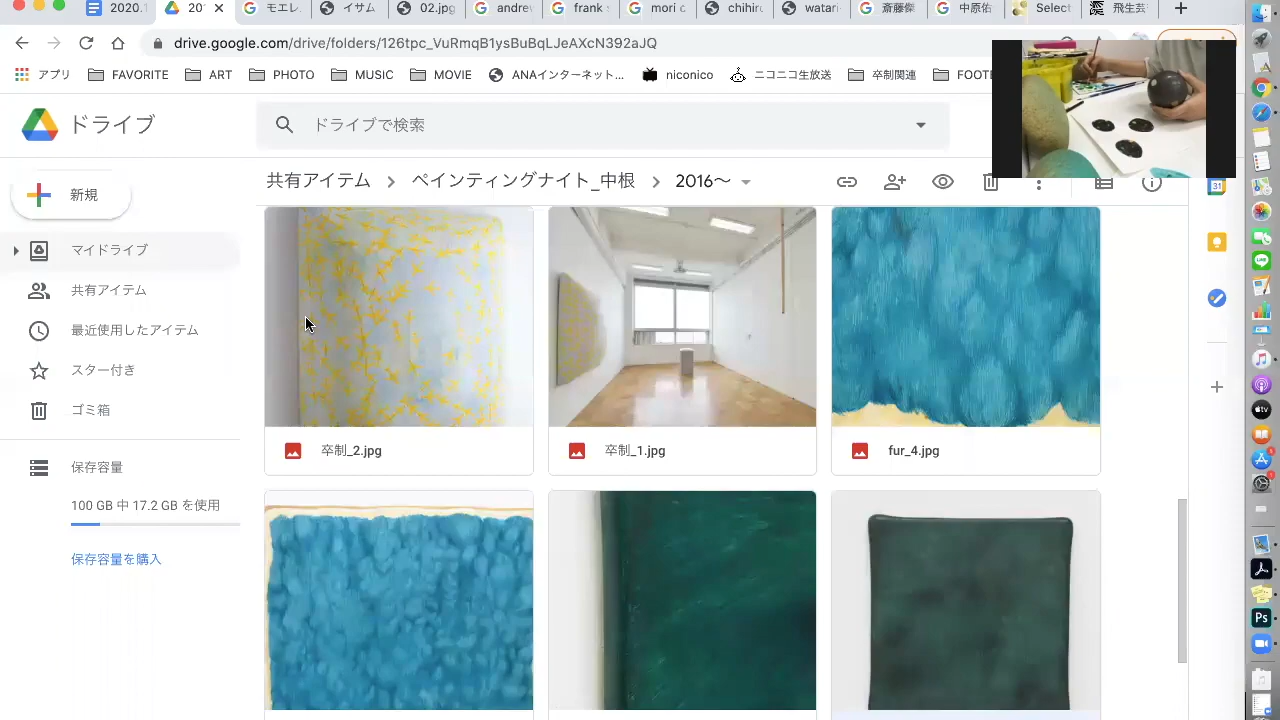 2020.1
20
モエレ.
イサム
02.jpg
andrey
frank s
mori c
chihiro
watari
斎藤傑
中原佑
Select
飛生芸
drive.google.com
アプリ
FAVORITE
ART
PHOTO
MUSIC
MOVIE
ANAインターネット...
niconico
ニコニコ生放送
卒制関連
ドライブ
ドライブで検索
新規
共有アイテム
ペインティングナイト_中根
2016〜
マイドライブ
共有アイテム
最近使用したアイテム
スター付き
ゴミ箱
保存容量
100 GB 中 17.2 GB を使用
保存容量を購入
卒制_2.jpg
卒制_1.jpg
fur_4.jpg
31
tv
Ps